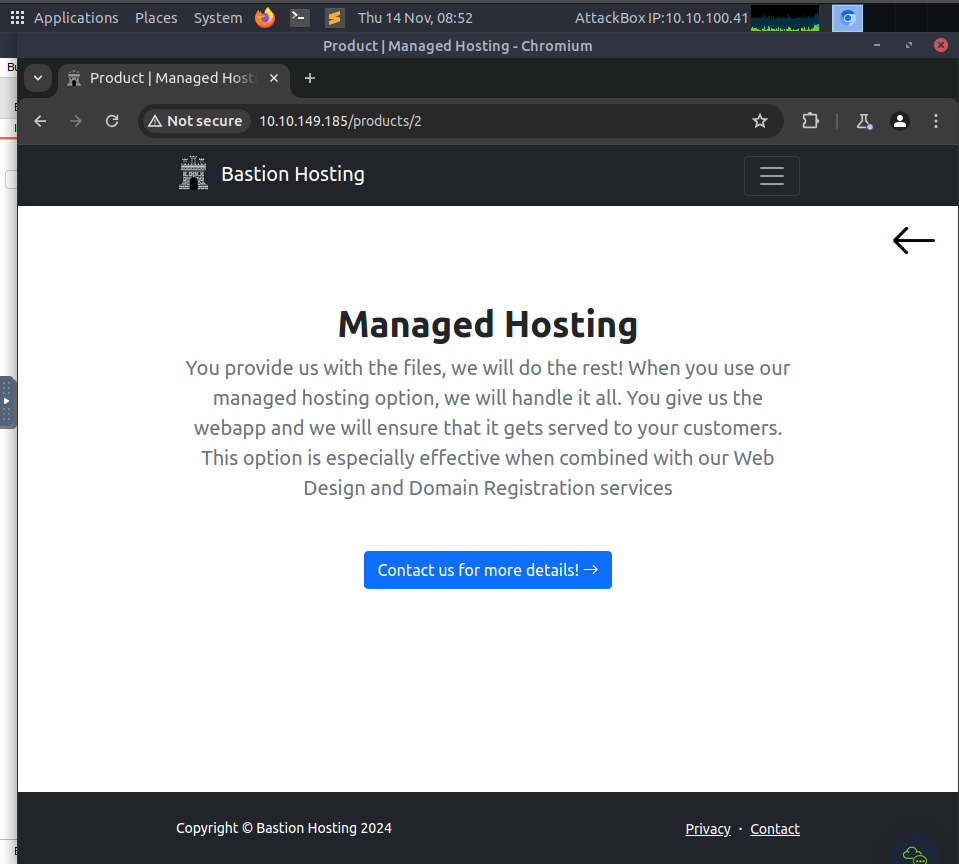 Applications Places System Thu 14 Nov, 08:52 AttackBox IP:10.10.100.41
Product | Managed Hosting - Chromium
Product | Managed Host
Not secure 10.10.149.185/products/2
Bastion Hosting
Managed Hosting
You provide us with the files, we will do the rest! When you use our
managed hosting option, we will handle it all. You give us the
webapp and we will ensure that it gets served to your customers.
This option is especially effective when combined with our Web
Design and Domain Registration services
Contact us for more details!
Copyright © Bastion Hosting 2024
Privacy · Contact